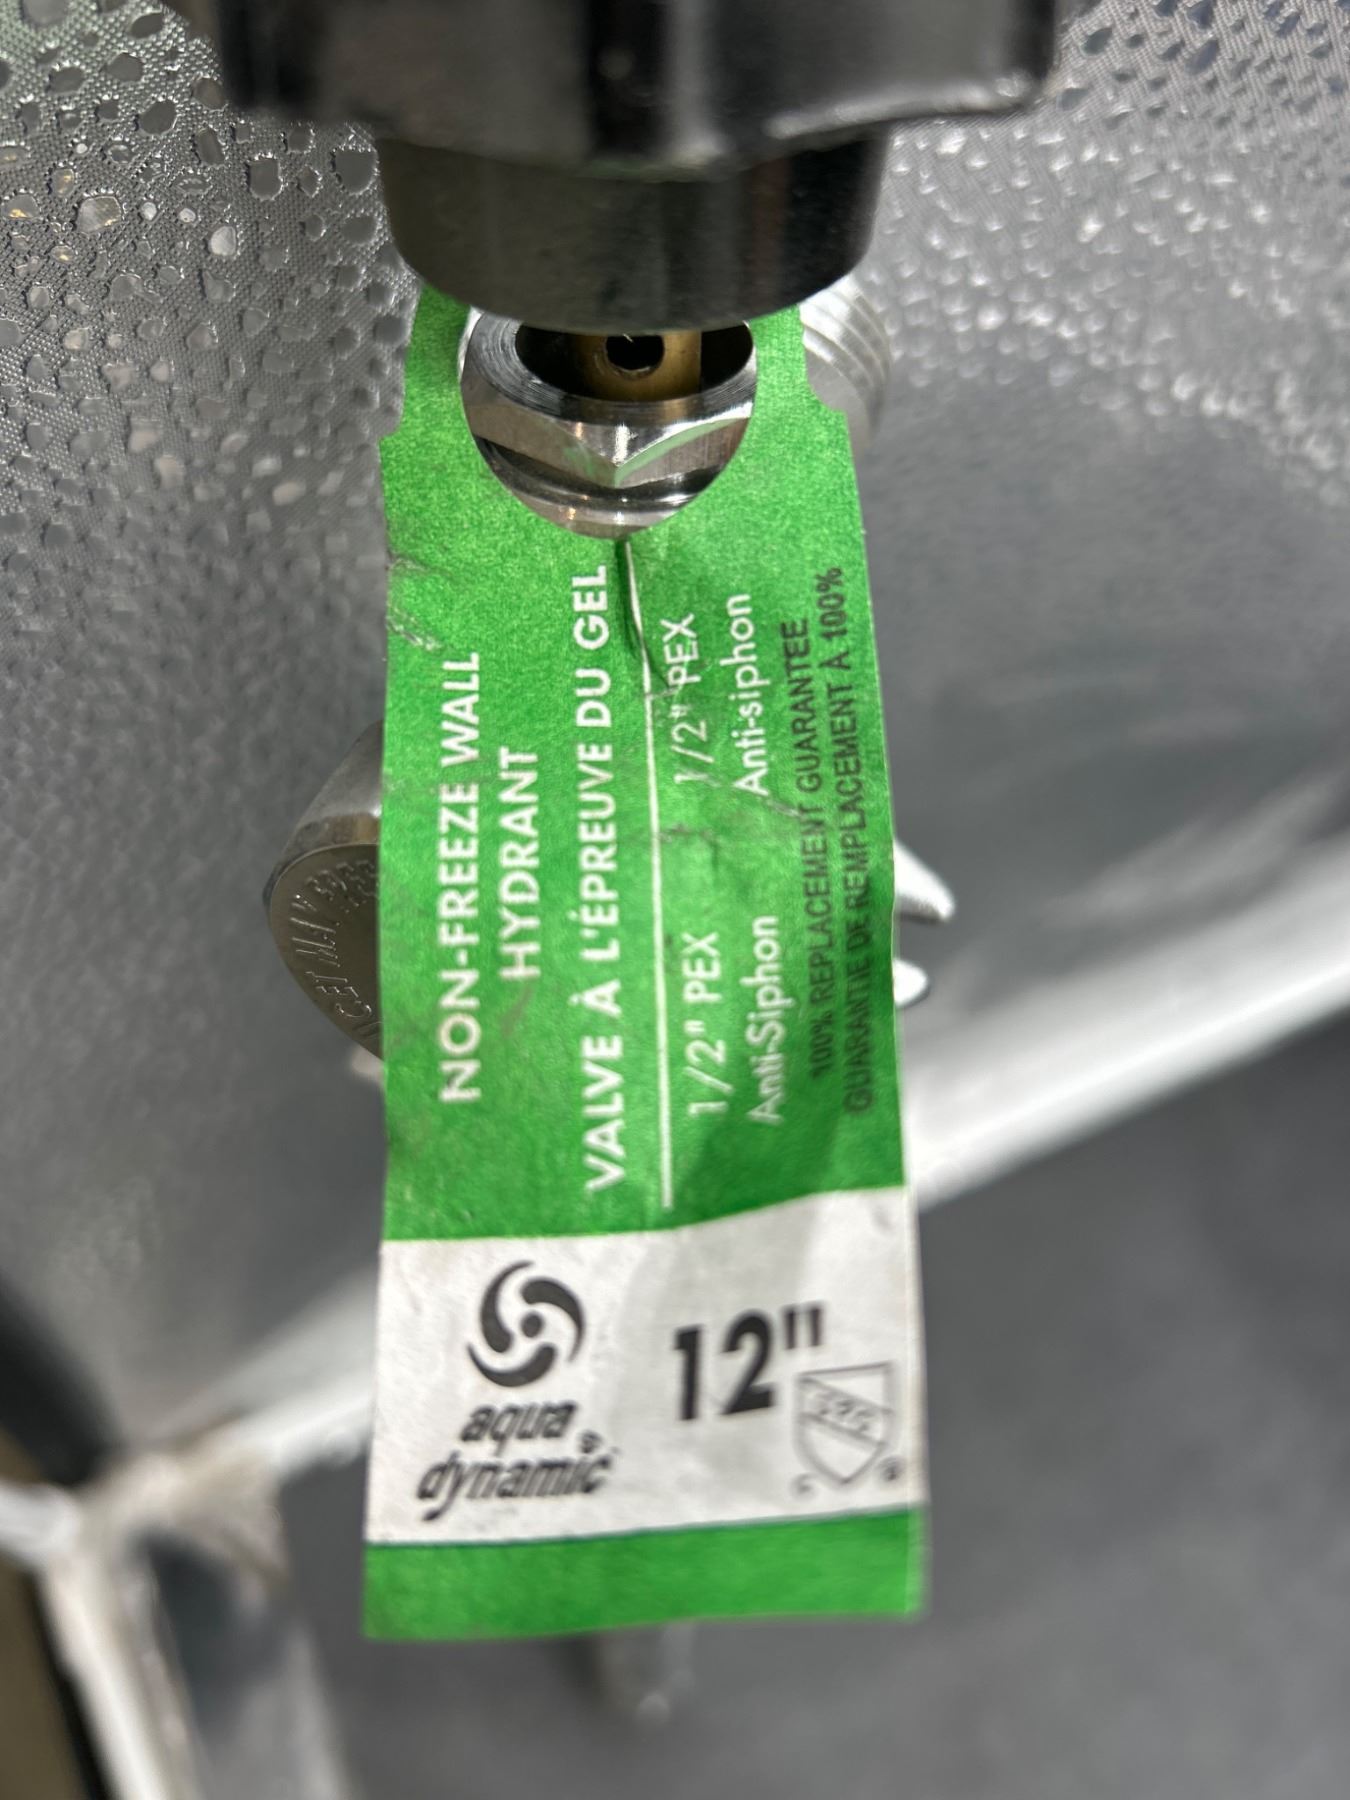 NON-FREEZE WALL
HYDRANT
VALVE À L'ÉPREUVE DU GEL
1/2" PEX
Anti-Siphon
1/2" PEX
Anti-siphon
100% REPLACEMENT GUARANTEE
GUARANTIE DE REMPLACEMENT À 100%
aqua
dynamic®
12"